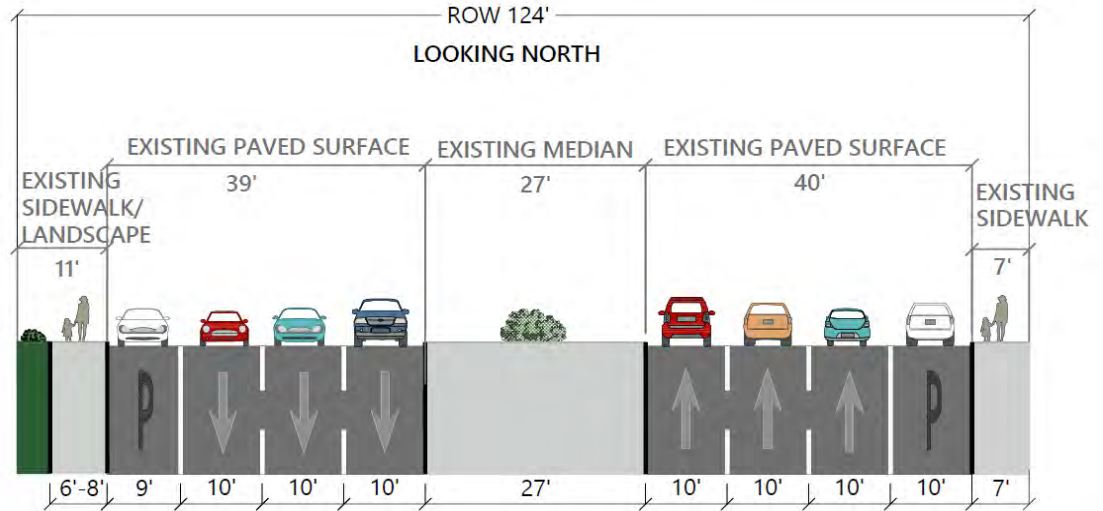 ROW 124'
LOOKING NORTH
EXISTING PAVED SURFACE
EXISTING MEDIAN
EXISTING PAVED SURFACE
39'
27'
40'
EXISTING
SIDEWALK/
LANDSCAPE
EXISTING
SIDEWALK
11'
7'
P
P
6'-8' 9' 10' 10' 10' 27' 10' 10' 10' 10' 7'